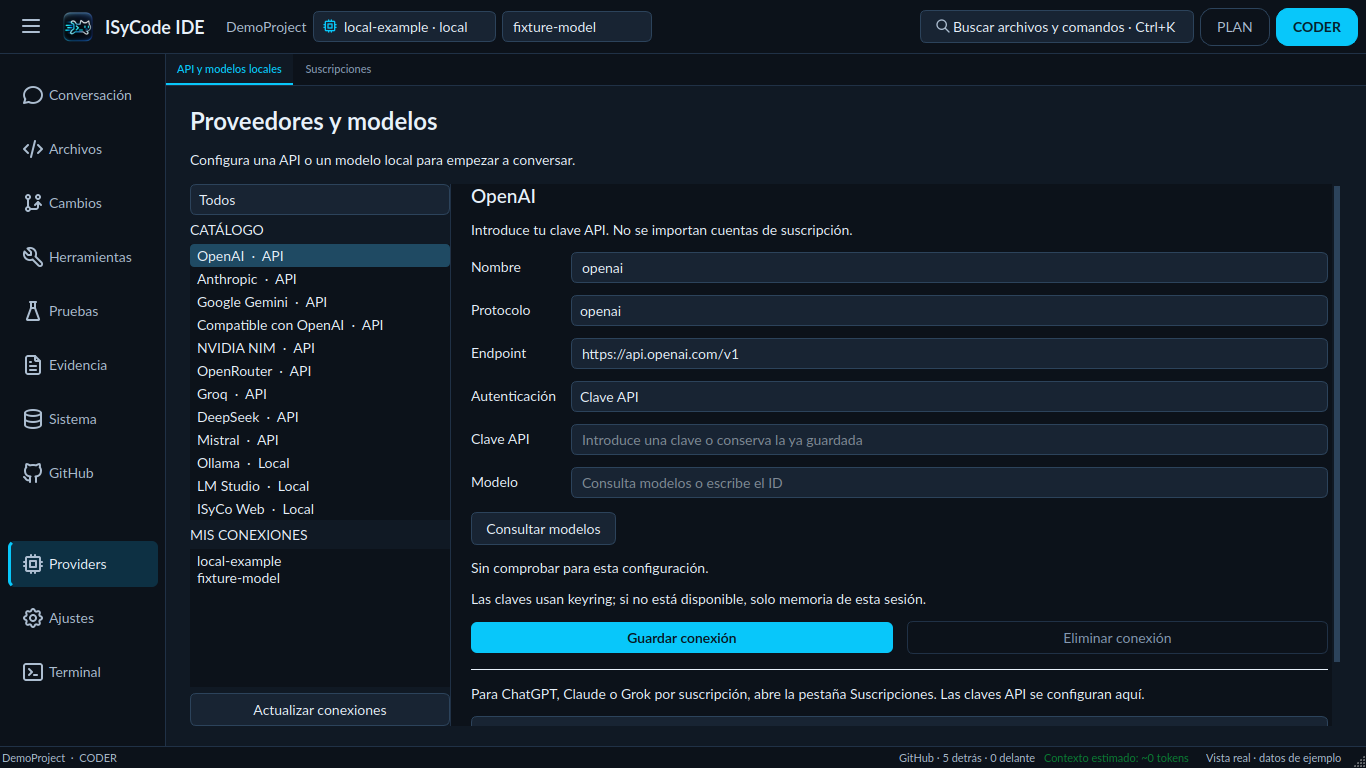 ISyCode IDE DemoProject local-example · local fixture-model Buscar archivos y comandos · Ctrl+K PLAN CODER
API y modelos locales Suscripciones
Conversación
Archivos
Cambios
Herramientas
Pruebas
Evidencia
Sistema
GitHub
Providers
Ajustes
Terminal
Proveedores y modelos
Configura una API o un modelo local para empezar a conversar.
Todos
CATÁLOGO
OpenAI · API
Anthropic · API
Google Gemini · API
Compatible con OpenAI · API
NVIDIA NIM · API
OpenRouter · API
Groq · API
DeepSeek · API
Mistral · API
Ollama · Local
LM Studio · Local
ISyCo Web · Local
MIS CONEXIONES
local-example
fixture-model
Actualizar conexiones
OpenAI
Introduce tu clave API. No se importan cuentas de suscripción.
Nombre openai
Protocolo openai
Endpoint https://api.openai.com/v1
Autenticación Clave API
Clave API Introduce una clave o conserva la ya guardada
Modelo Consulta modelos o escribe el ID
Consultar modelos
Sin comprobar para esta configuración.
Las claves usan keyring; si no está disponible, solo memoria de esta sesión.
Guardar conexión Eliminar conexión
Para ChatGPT, Claude o Grok por suscripción, abre la pestaña Suscripciones. Las claves API se configuran aquí.
DemoProject · CODER GitHub · 5 detrás · 0 delante Contexto estimado: ~0 tokens Vista real · datos de ejemplo